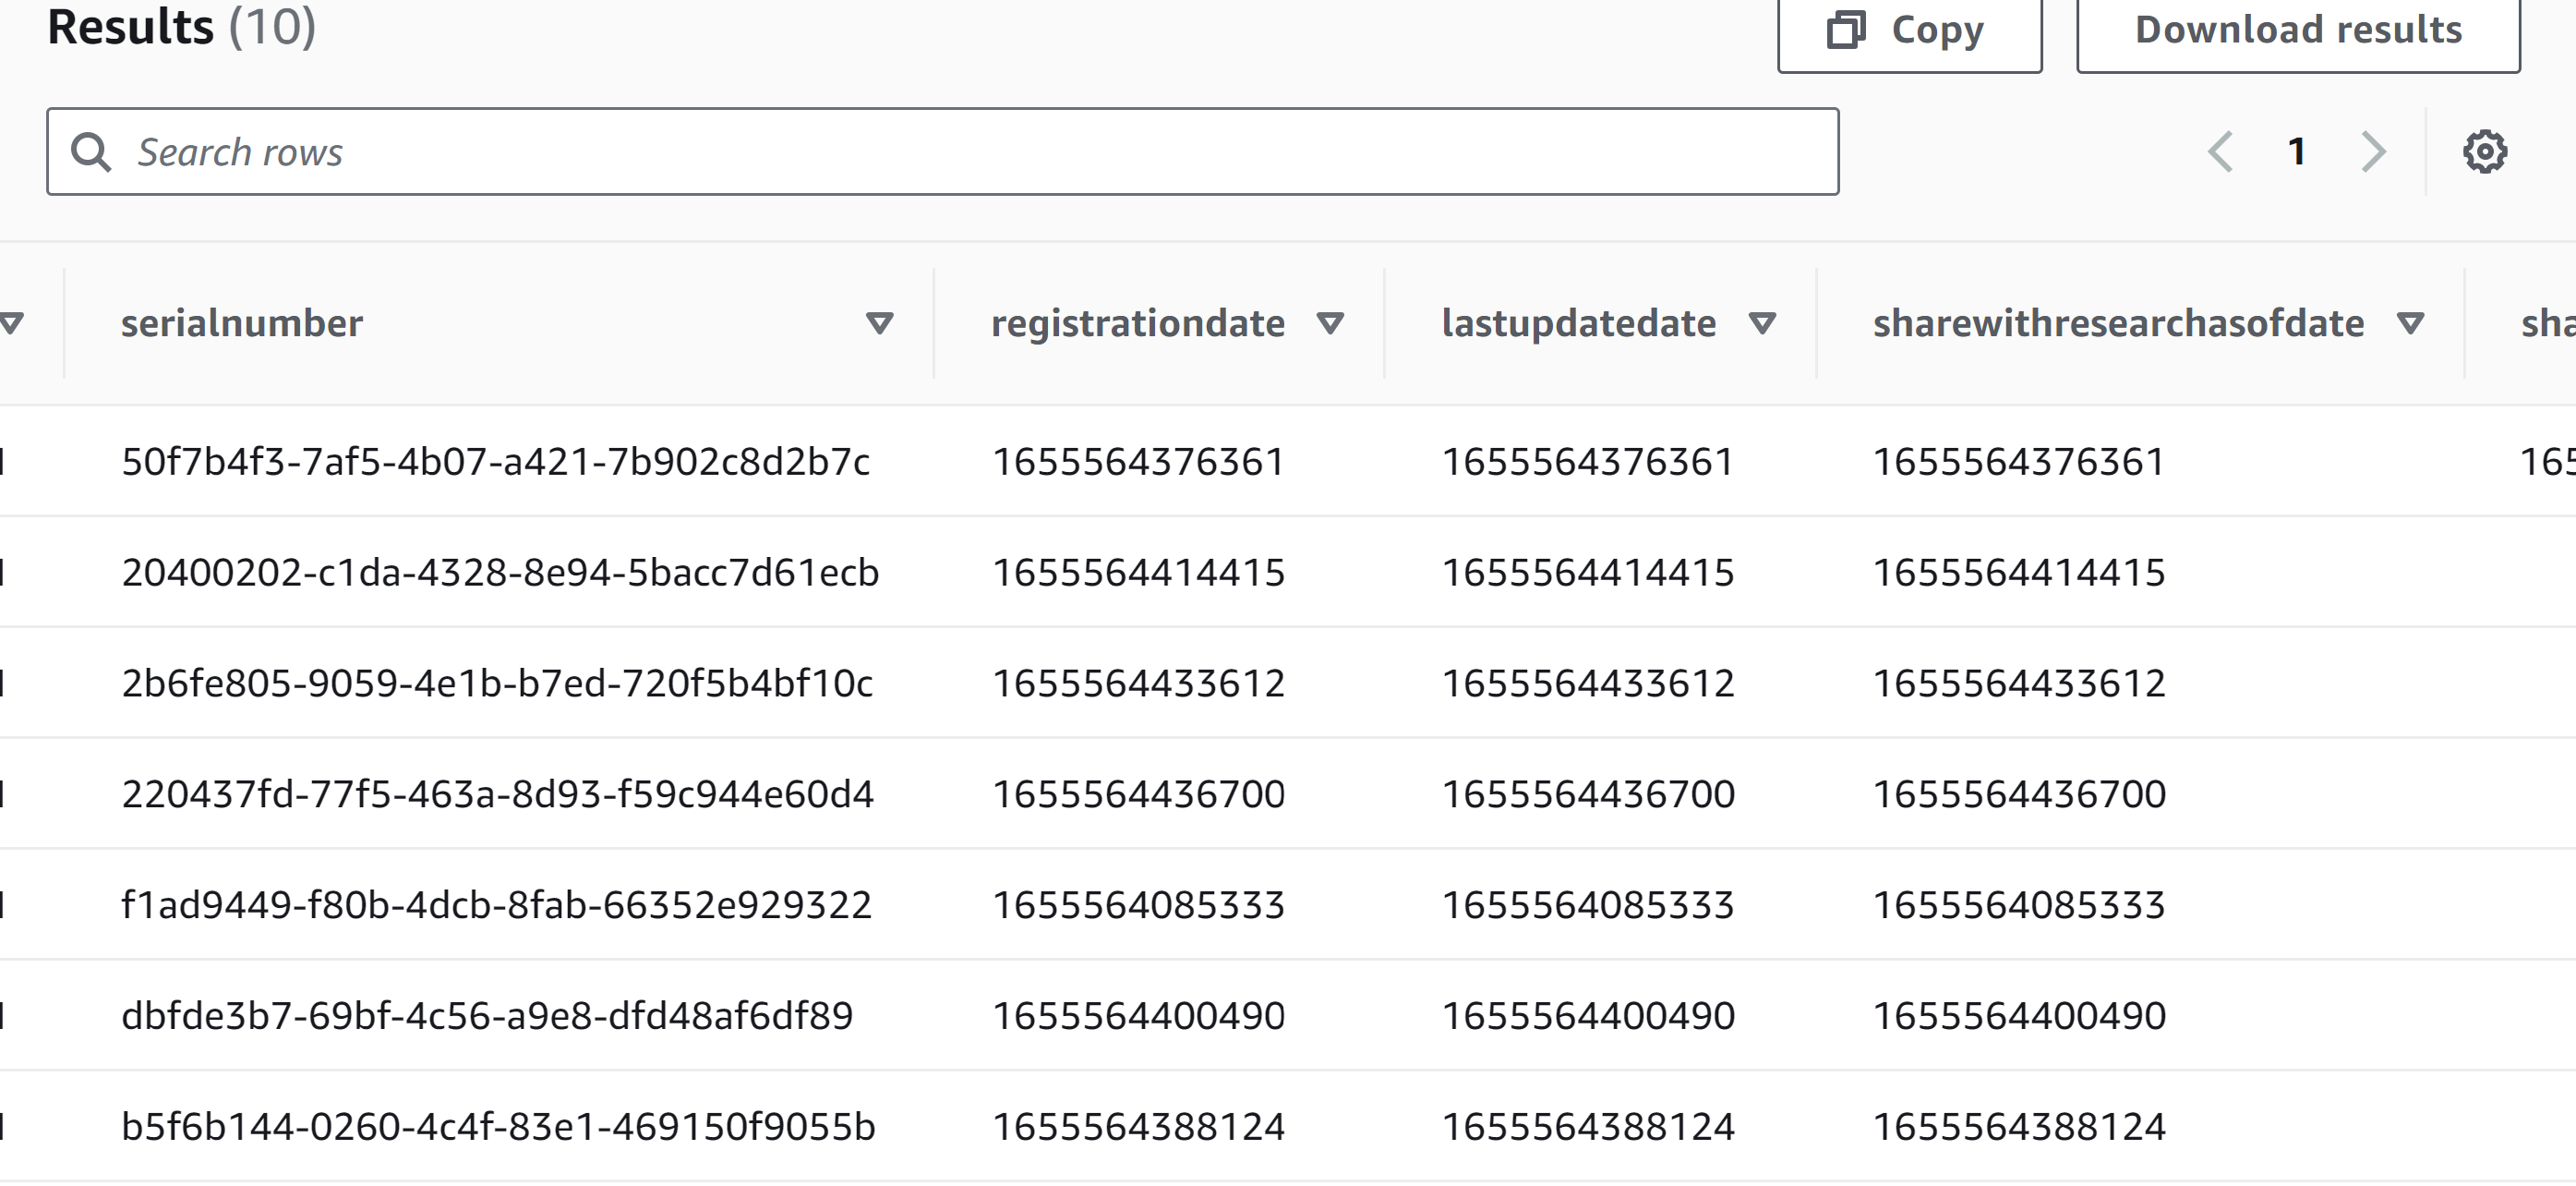 Results (10)
Copy
Download results
Search rows
1
serialnumber registrationdate lastupdatedate sharewithresearchasofdate sha
50f7b4f3-7af5-4b07-a421-7b902c8d2b7c 1655564376361 1655564376361 1655564376361 165
20400202-c1da-4328-8e94-5bacc7d61ecb 1655564414415 1655564414415 1655564414415
2b6fe805-9059-4e1b-b7ed-720f5b4bf10c 1655564433612 1655564433612 1655564433612
220437fd-77f5-463a-8d93-f59c944e60d4 1655564436700 1655564436700 1655564436700
f1ad9449-f80b-4dcb-8fab-66352e929322 1655564085333 1655564085333 1655564085333
dbfde3b7-69bf-4c56-a9e8-dfd48af6df89 1655564400490 1655564400490 1655564400490
b5f6b144-0260-4c4f-83e1-469150f9055b 1655564388124 1655564388124 1655564388124